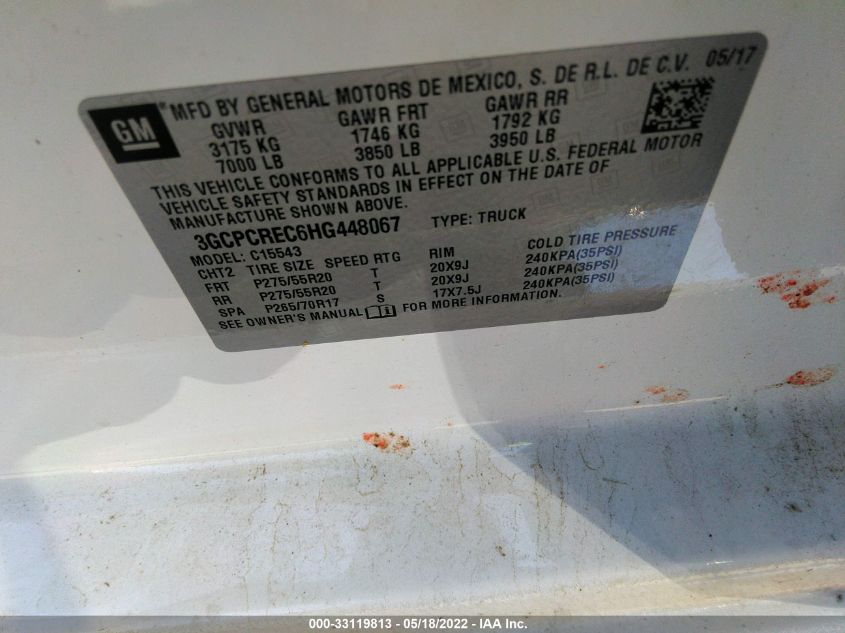 GM
MFD BY GENERAL MOTORS DE MEXICO, S. DE R.L. DE C.V. 05/17
GVWR GAWR FRT GAWR RR
3175 KG 1746 KG 1792 KG
7000 LB 3850 LB 3950 LB
THIS VEHICLE CONFORMS TO ALL APPLICABLE U.S. FEDERAL MOTOR
VEHICLE SAFETY STANDARDS IN EFFECT ON THE DATE OF
MANUFACTURE SHOWN ABOVE.
3GCPCREC6HG448067 TYPE: TRUCK
MODEL: C15543
CHT2 TIRE SIZE SPEED RTG RIM COLD TIRE PRESSURE
FRT P275/55R20 T 20X9J 240KPA(35PSI)
RR P275/55R20 T 20X9J 240KPA(35PSI)
SPA P265/70R17 S 17X7.5J 240KPA(35PSI)
SEE OWNER'S MANUAL FOR MORE INFORMATION.
000-33119813 - 05/18/2022 - IAA Inc.